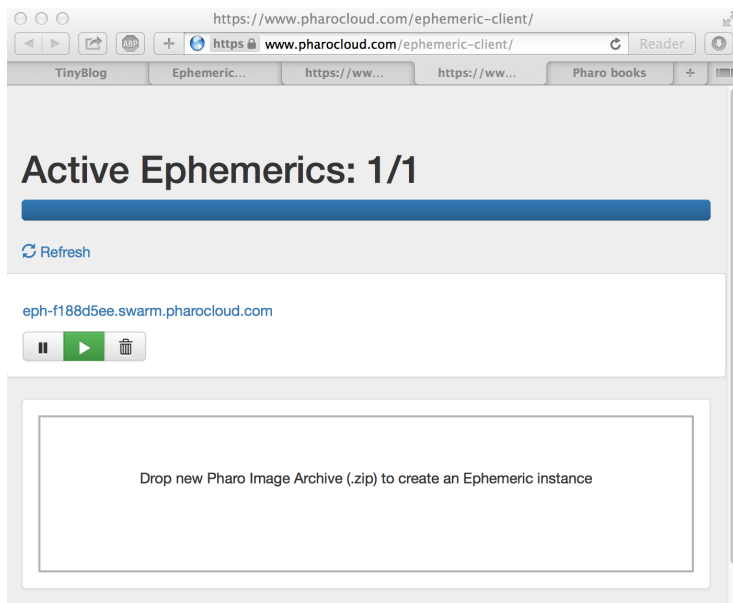 https://www.pharocloud.com/ephemeric-client/
ABP + https www.pharocloud.com/ephemeric-client/ Reader
TinyBlog Ephemeric... https://ww... https://ww... Pharo books +
Active Ephemerics: 1/1
Refresh
eph-f188d5ee.swarm.pharocloud.com
Drop new Pharo Image Archive (.zip) to create an Ephemeric instance